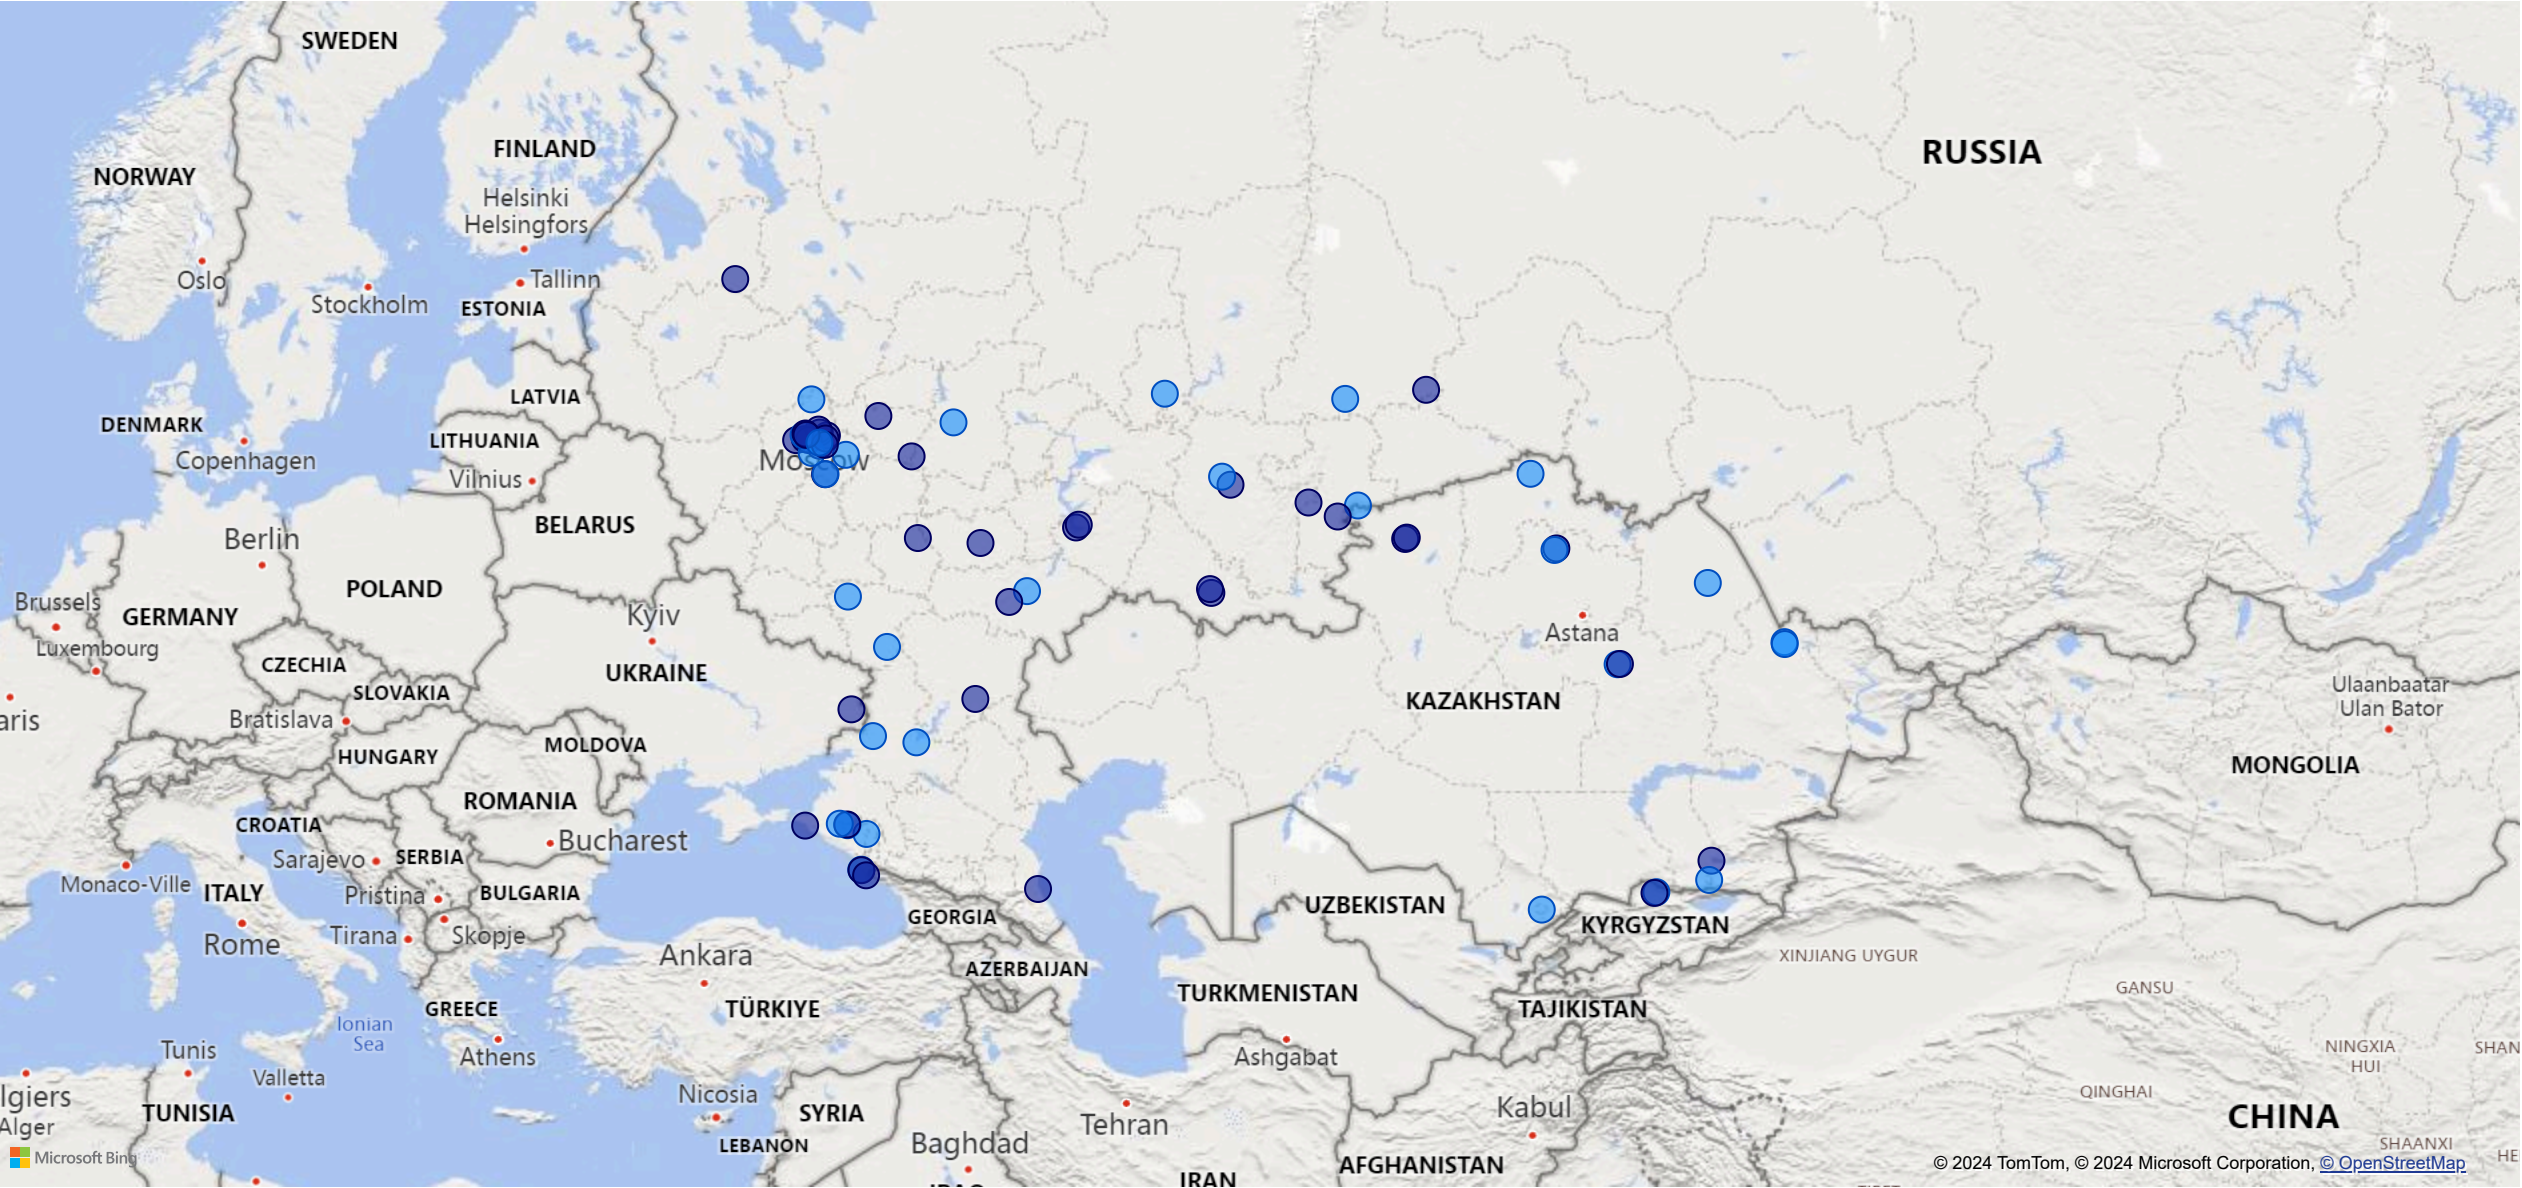 SWEDEN
FINLAND
RUSSIA
NORWAY
Helsinki
Helsingfors
Oslo
Tallinn
Stockholm
ESTONIA
LATVIA
DENMARK
LITHUANIA
Copenhagen
Moscow
Vilnius
BELARUS
Berlin
POLAND
Brussels
GERMANY
Kyiv
Luxembourg
Astana
CZECHIA
UKRAINE
SLOVAKIA
KAZAKHSTAN
Ulaanbaatar
Ulan Bator
aris
Bratislava
MOLDOVA
HUNGARY
MONGOLIA
ROMANIA
CROATIA
Bucharest
Sarajevo
SERBIA
Monaco-Ville
ITALY
Pristina
BULGARIA
UZBEKISTAN
GEORGIA
KYRGYZSTAN
Tirana
Skopje
Rome
Ankara
XINJIANG UYGUR
AZERBAIJAN
GANSU
TURKMENISTAN
GREECE
TÜRKIYE
TAJIKISTAN
Ionian
Sea
Tunis
Athens
Ashgabat
NINGXIA
HUI
SHAN
Valletta
lgiers
Alger
Nicosia
QINGHAI
TUNISIA
SYRIA
Tehran
Kabul
CHINA
LEBANON
Baghdad
SHAANXI
Microsoft Bing
AFGHANISTAN
© 2024 TomTom, © 2024 Microsoft Corporation, © OpenStreetMap
HE
IRAN